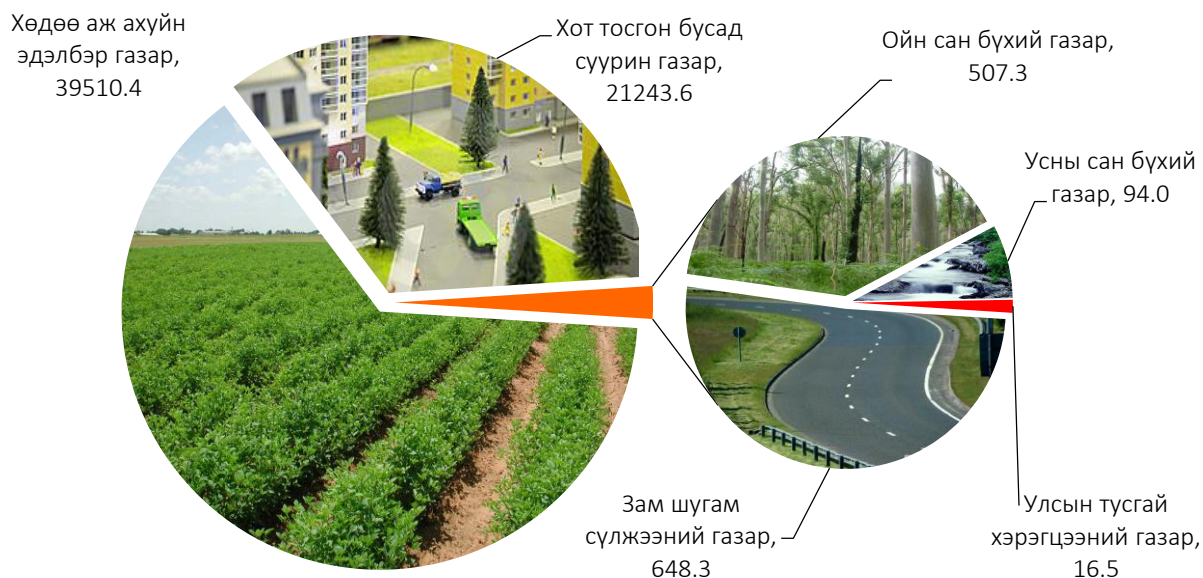 Хөдөө аж ахуйн
эдэлбэр газар,
39510.4
Хот тосгон бусад
суурин газар,
21243.6
Ойн сан бүхий газар,
507.3
Усны сан бүхий
газар, 94.0
Зам шугам
сүлжээний газар,
648.3
Улсын тусгай
хэрэгцээний газар,
16.5